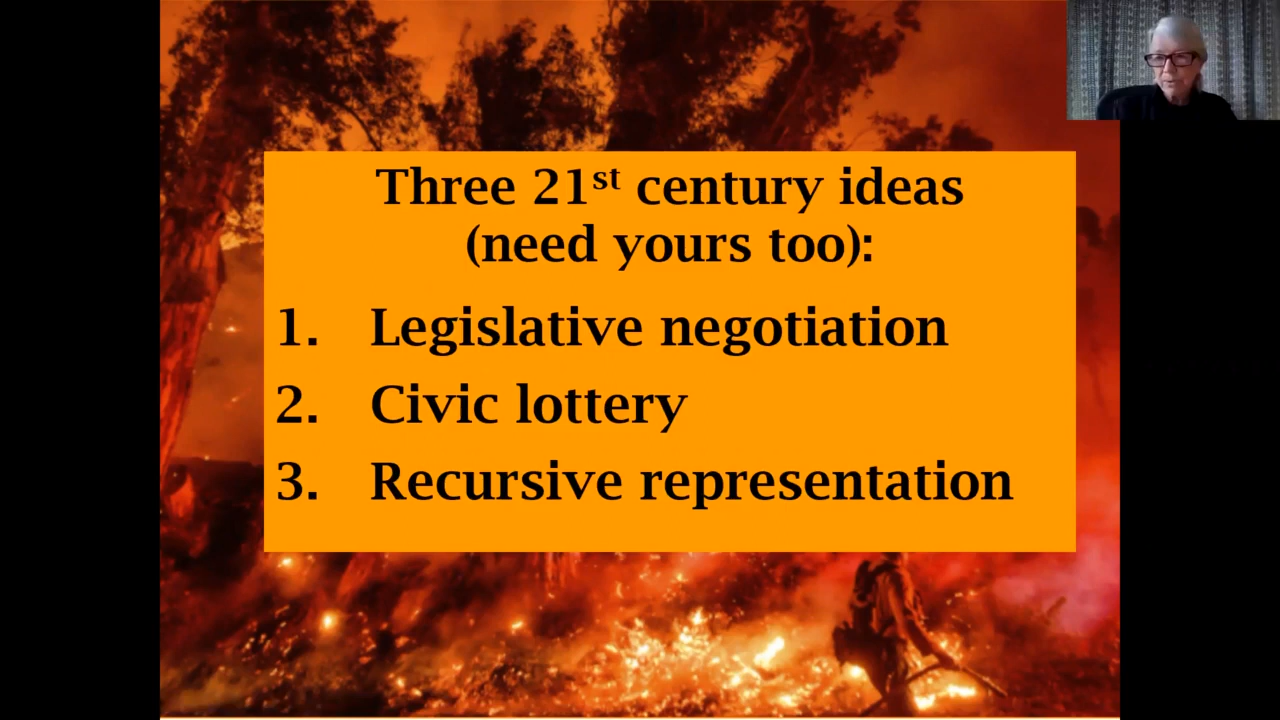 Three 21st century ideas
(need yours too):
1. Legislative negotiation
2. Civic lottery
3. Recursive representation